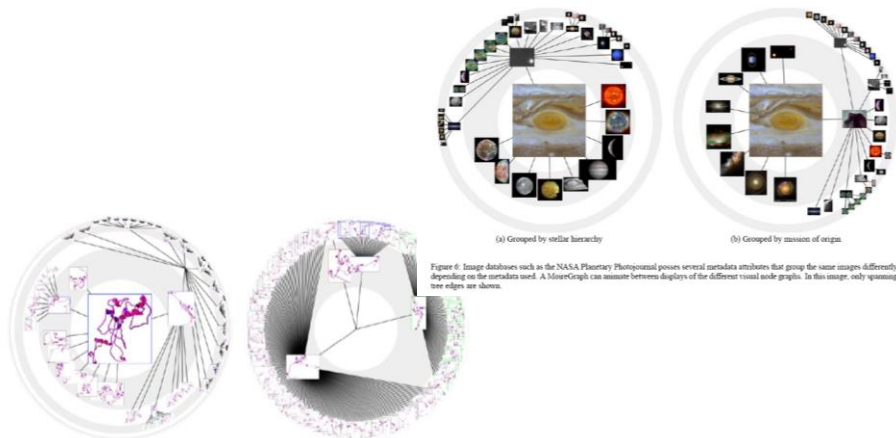 (a) Grouped by stellar hierarchy
(b) Grouped by mission of origin
Figure 6: Image databases such as the NASA Planetary Photojournal posses several metadata attributes that group the same images differently
depending on the metadata used. A MoireGraph can animate between displays of the different visual node graphs. In this image, only spanning
tree edges are shown.